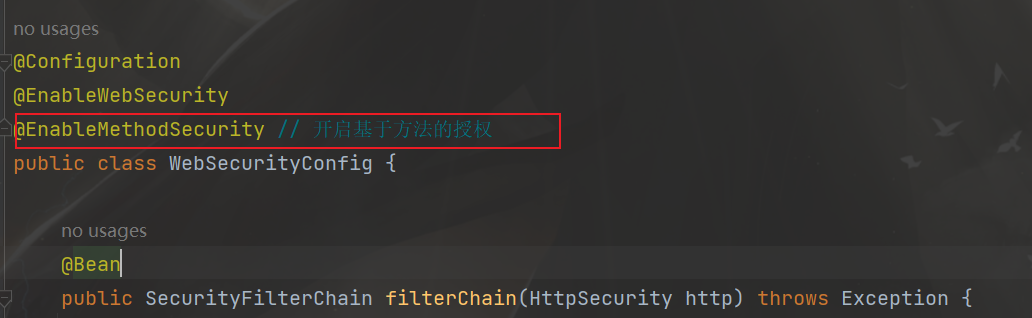 no usages
@Configuration
@EnableWebSecurity
@EnableMethodSecurity // 开启基于方法的授权
public class WebSecurityConfig {
no usages
@Bean
public SecurityFilterChain filterChain(HttpSecurity http) throws Exception {